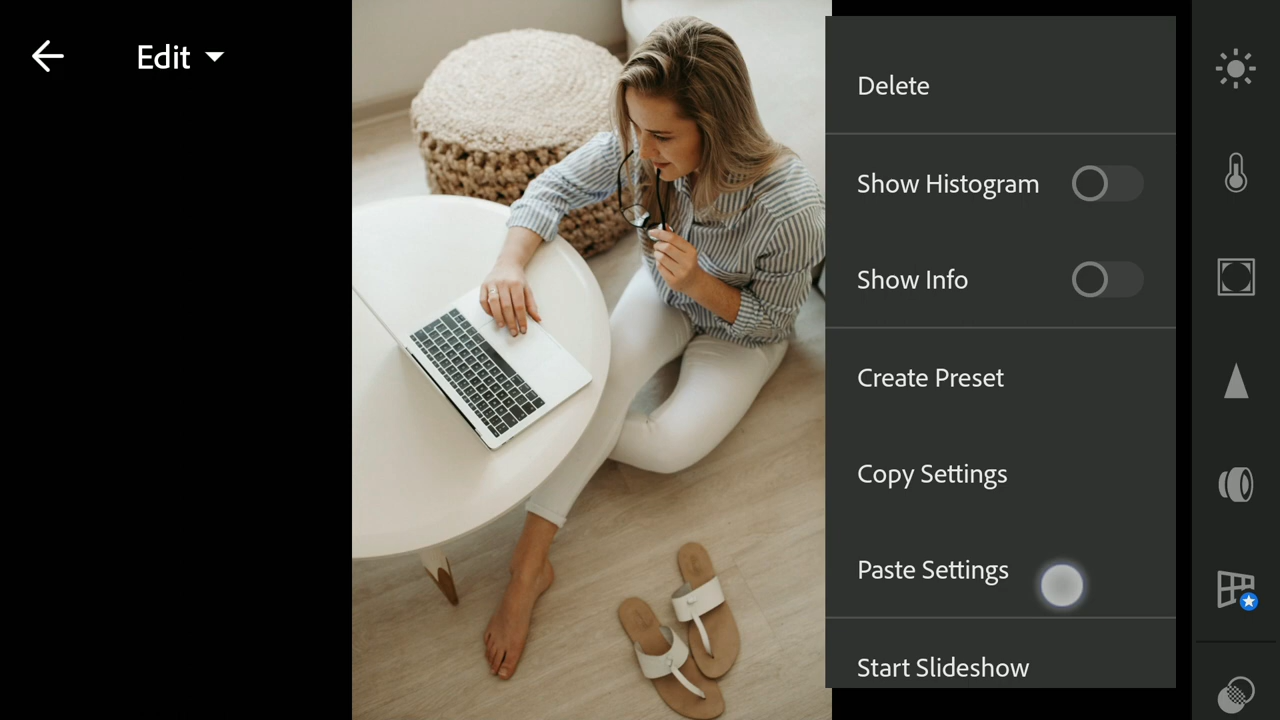 Edit
Delete
Show Histogram
Show Info
Create Preset
Copy Settings
Paste Settings
Start Slideshow